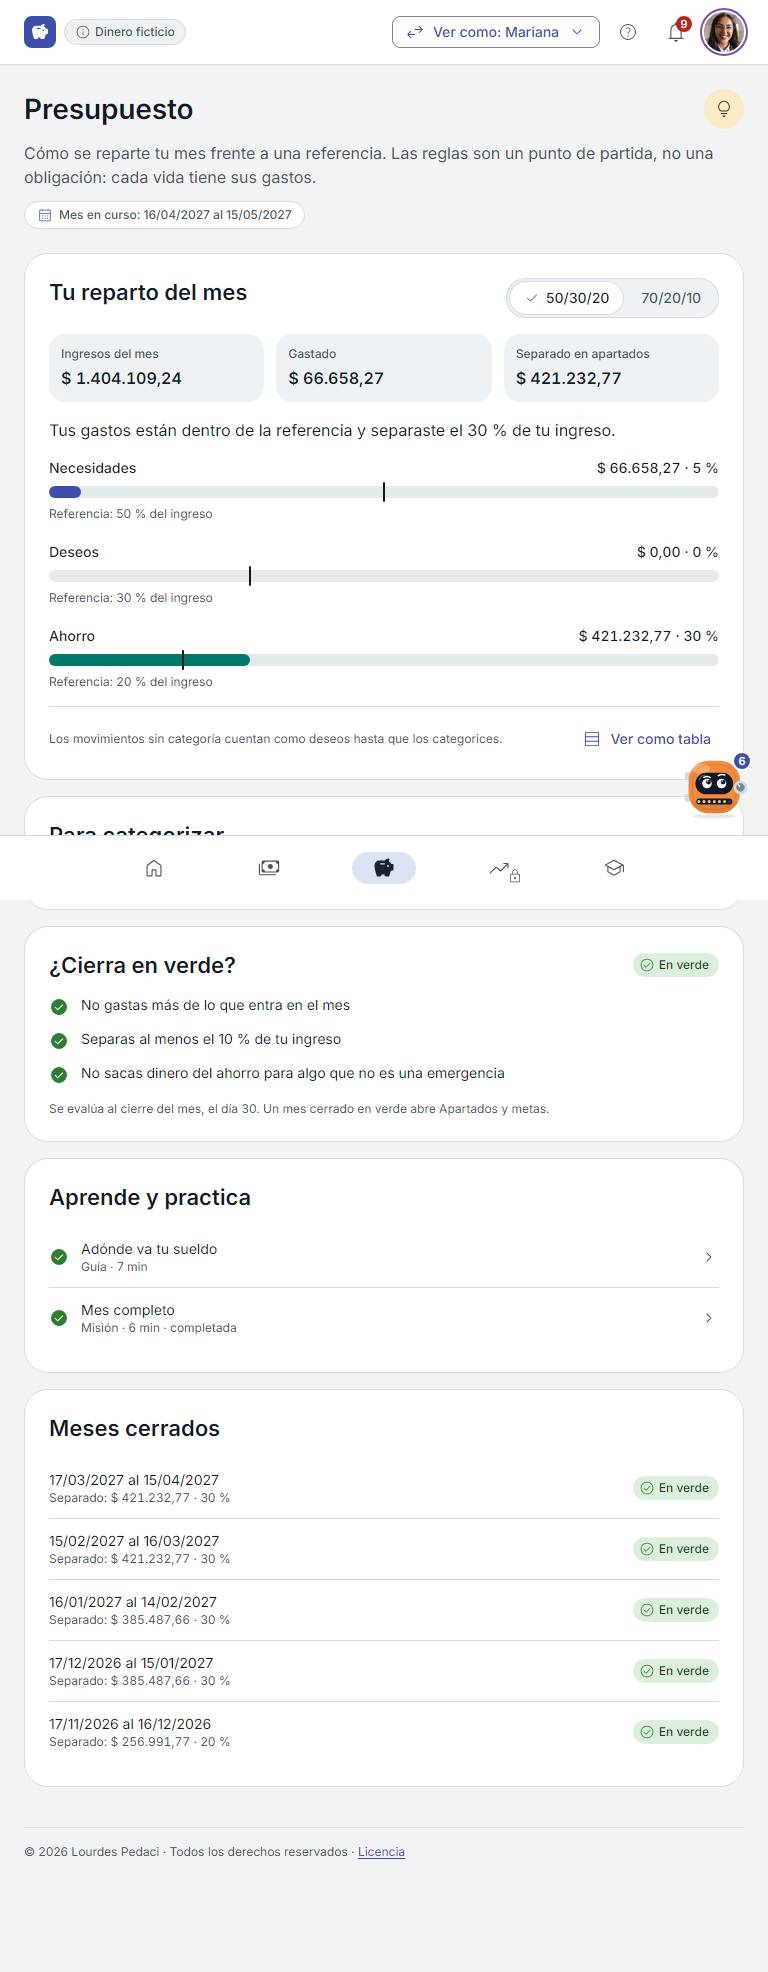 Dinero ficticio
Ver como: Mariana
9
Presupuesto
Cómo se reparte tu mes frente a una referencia. Las reglas son un punto de partida, no una
obligación: cada vida tiene sus gastos.
Mes en curso: 16/04/2027 al 15/05/2027
Tu reparto del mes
50/30/20
70/20/10
Ingresos del mes
$ 1.404.109,24
Gastado
$ 66.658,27
Separado en apartados
$ 421.232,77
Tus gastos están dentro de la referencia y separaste el 30 % de tu ingreso.
Necesidades
$ 66.658,27 · 5 %
Referencia: 50 % del ingreso
Deseos
$ 0,00 · 0 %
Referencia: 30 % del ingreso
Ahorro
$ 421.232,77 · 30 %
Referencia: 20 % del ingreso
Los movimientos sin categoría cuentan como deseos hasta que los categorices.
Ver como tabla
6
Para categorizar
¿Cierra en verde?
En verde
No gastas más de lo que entra en el mes
Separas al menos el 10 % de tu ingreso
No sacas dinero del ahorro para algo que no es una emergencia
Se evalúa al cierre del mes, el día 30. Un mes cerrado en verde abre Apartados y metas.
Aprende y practica
Adónde va tu sueldo
Guía · 7 min
Mes completo
Misión · 6 min · completada
Meses cerrados
17/03/2027 al 15/04/2027
Separado: $ 421.232,77 · 30 %
En verde
15/02/2027 al 16/03/2027
Separado: $ 421.232,77 · 30 %
En verde
16/01/2027 al 14/02/2027
Separado: $ 385.487,66 · 30 %
En verde
17/12/2026 al 15/01/2027
Separado: $ 385.487,66 · 30 %
En verde
17/11/2026 al 16/12/2026
Separado: $ 256.991,77 · 20 %
En verde
© 2026 Lourdes Pedaci · Todos los derechos reservados · Licencia